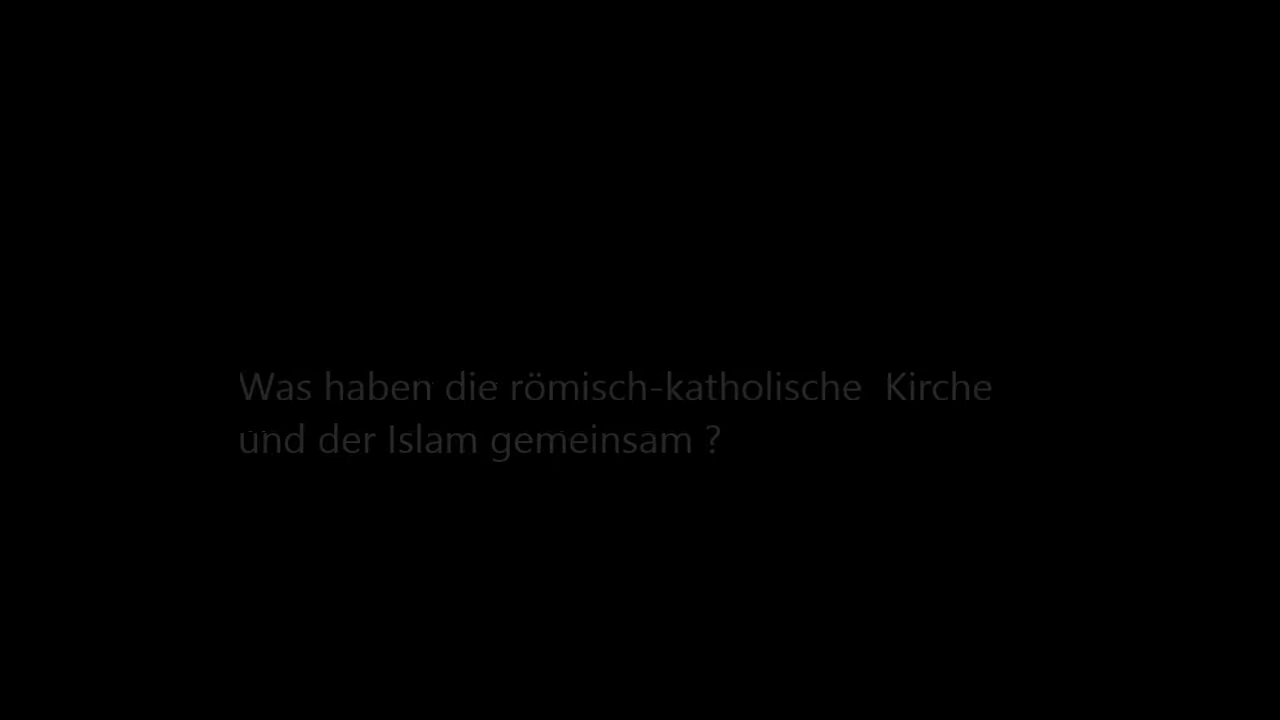 Was haben die römisch-katholische  Kirche
und der Islam gemeinsam ?